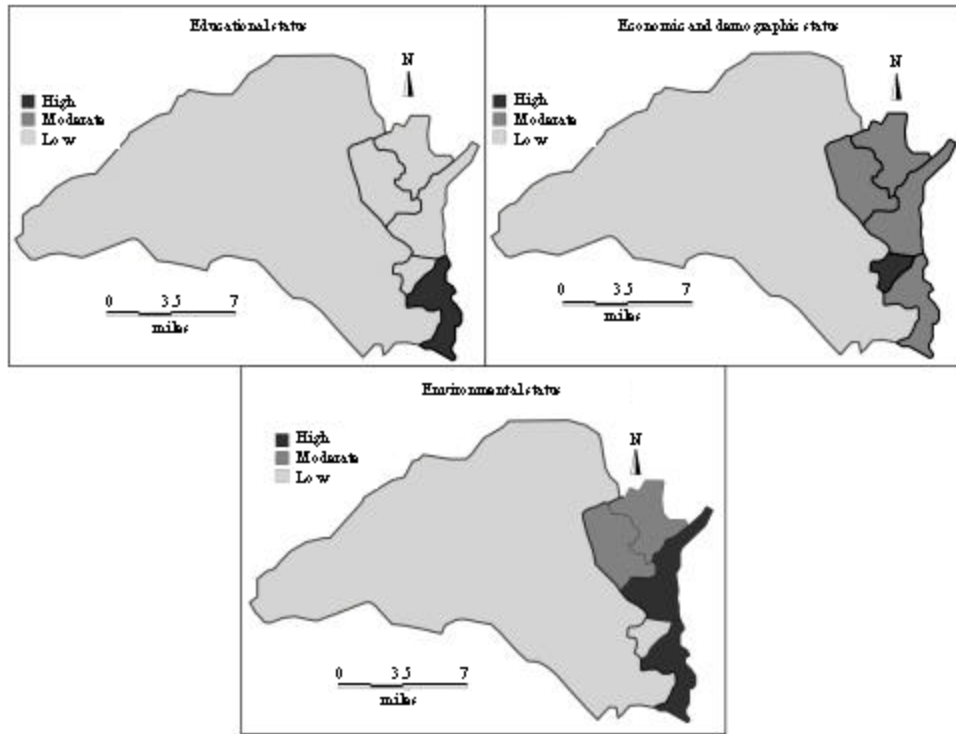 Educational status
N
High
Moderate
Low
0 3.5 7
miles
Economic and demographic status
N
High
Moderate
Low
0 3.5 7
miles
Environmental status
N
High
Moderate
Low
0 3.5 7
miles